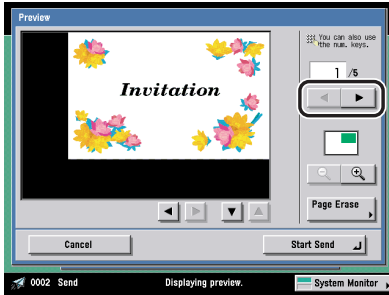 Preview
You can also use
the num. keys.
1 /5
Invitation
Page Erase
Cancel
Start Send
0002 Send
Displaying preview.
System Monitor